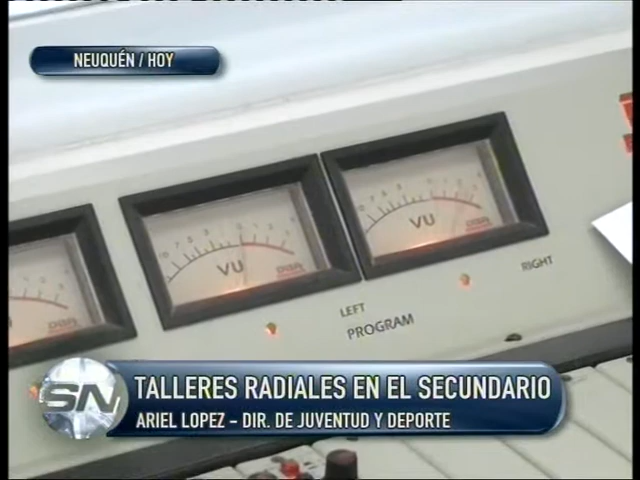 NEUQUÉN / HOY
VU
VU
LEFT
PROGRAM
RIGHT
SN
TALLERES RADIALES EN EL SECUNDARIO
ARIEL LOPEZ – DIR. DE JUVENTUD Y DEPORTE